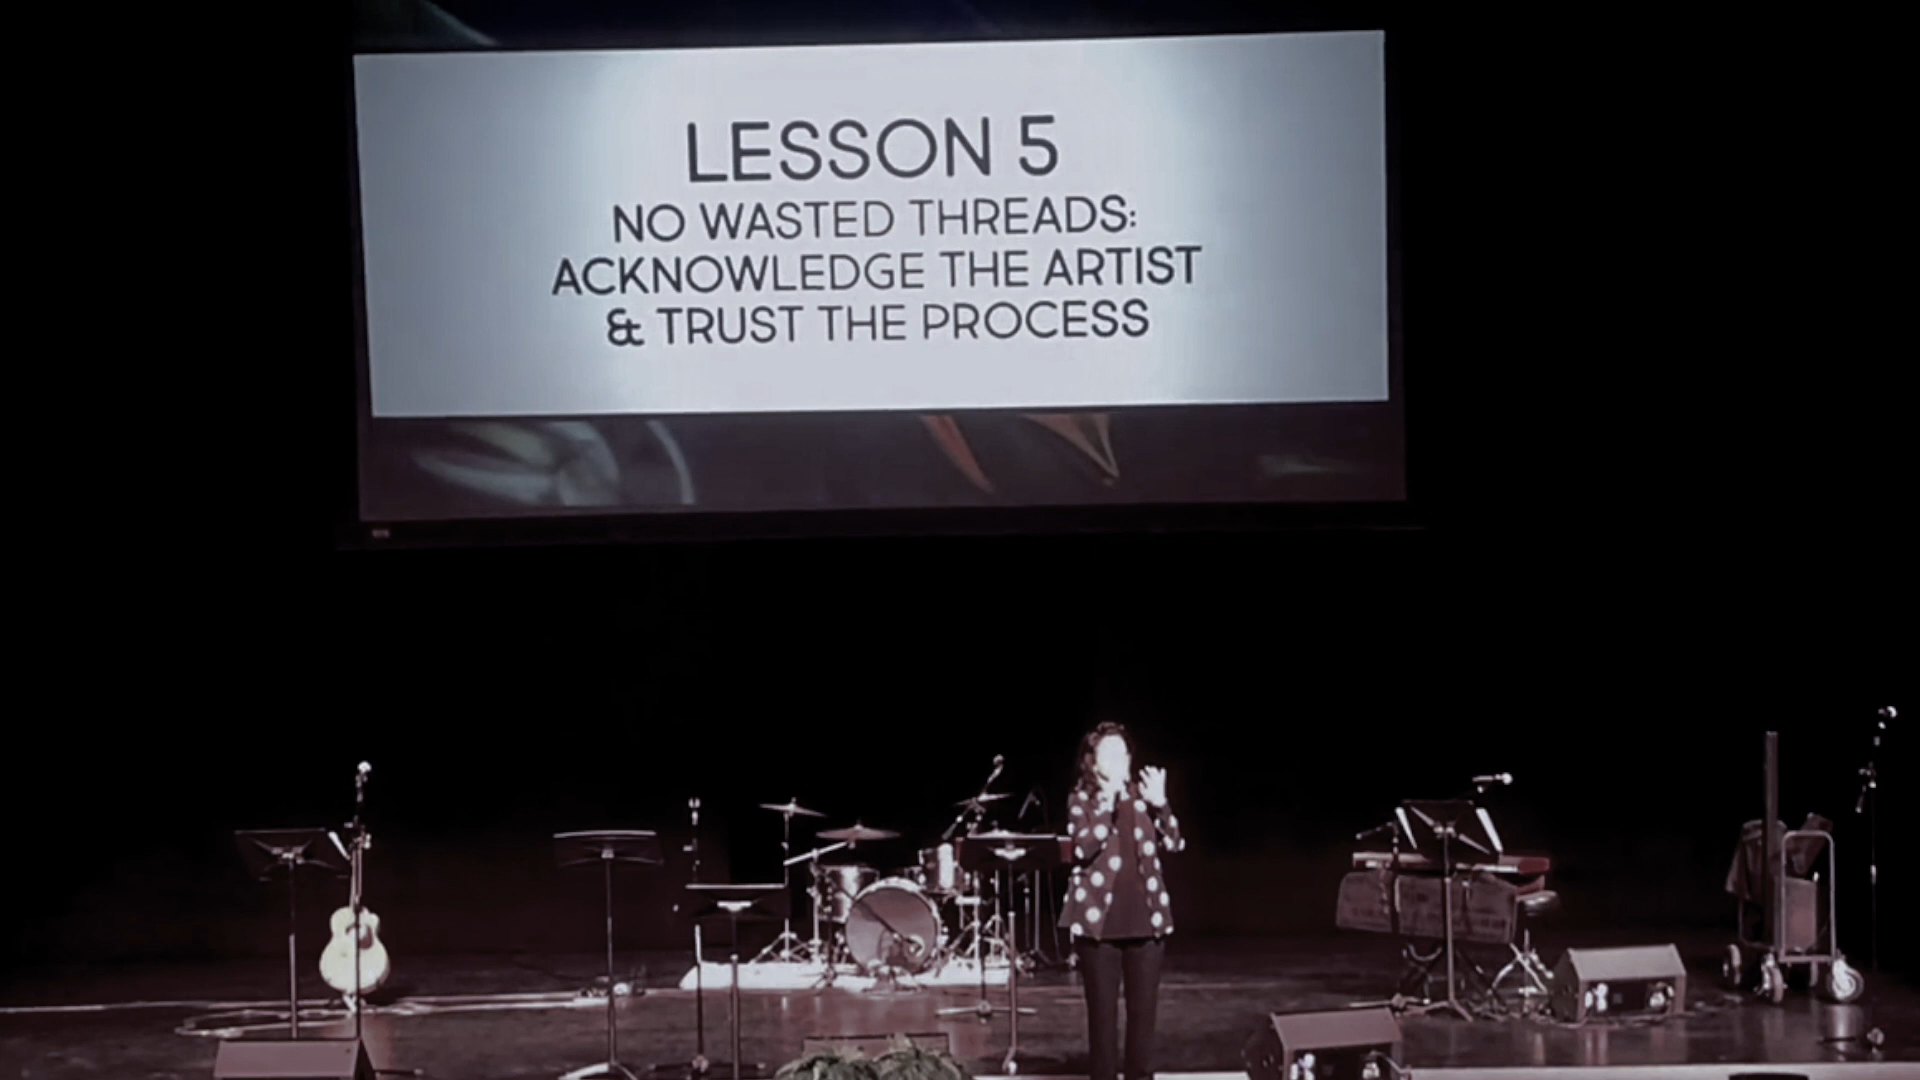 LESSON 5
NO WASTED THREADS:
ACKNOWLEDGE THE ARTIST
& TRUST THE PROCESS